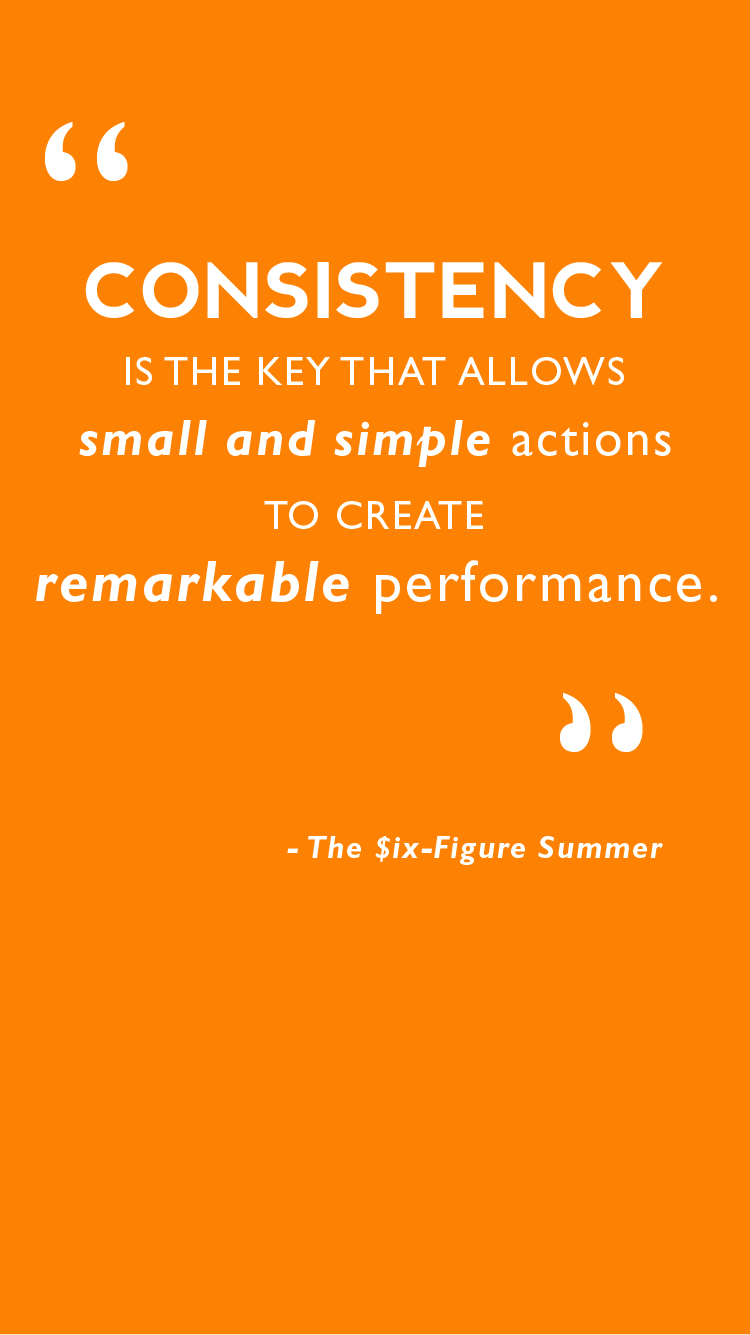 “
CONSISTENCY
IS THE KEY THAT ALLOWS
small and simple actions
TO CREATE
remarkable performance.
”
- The $ix-Figure Summer